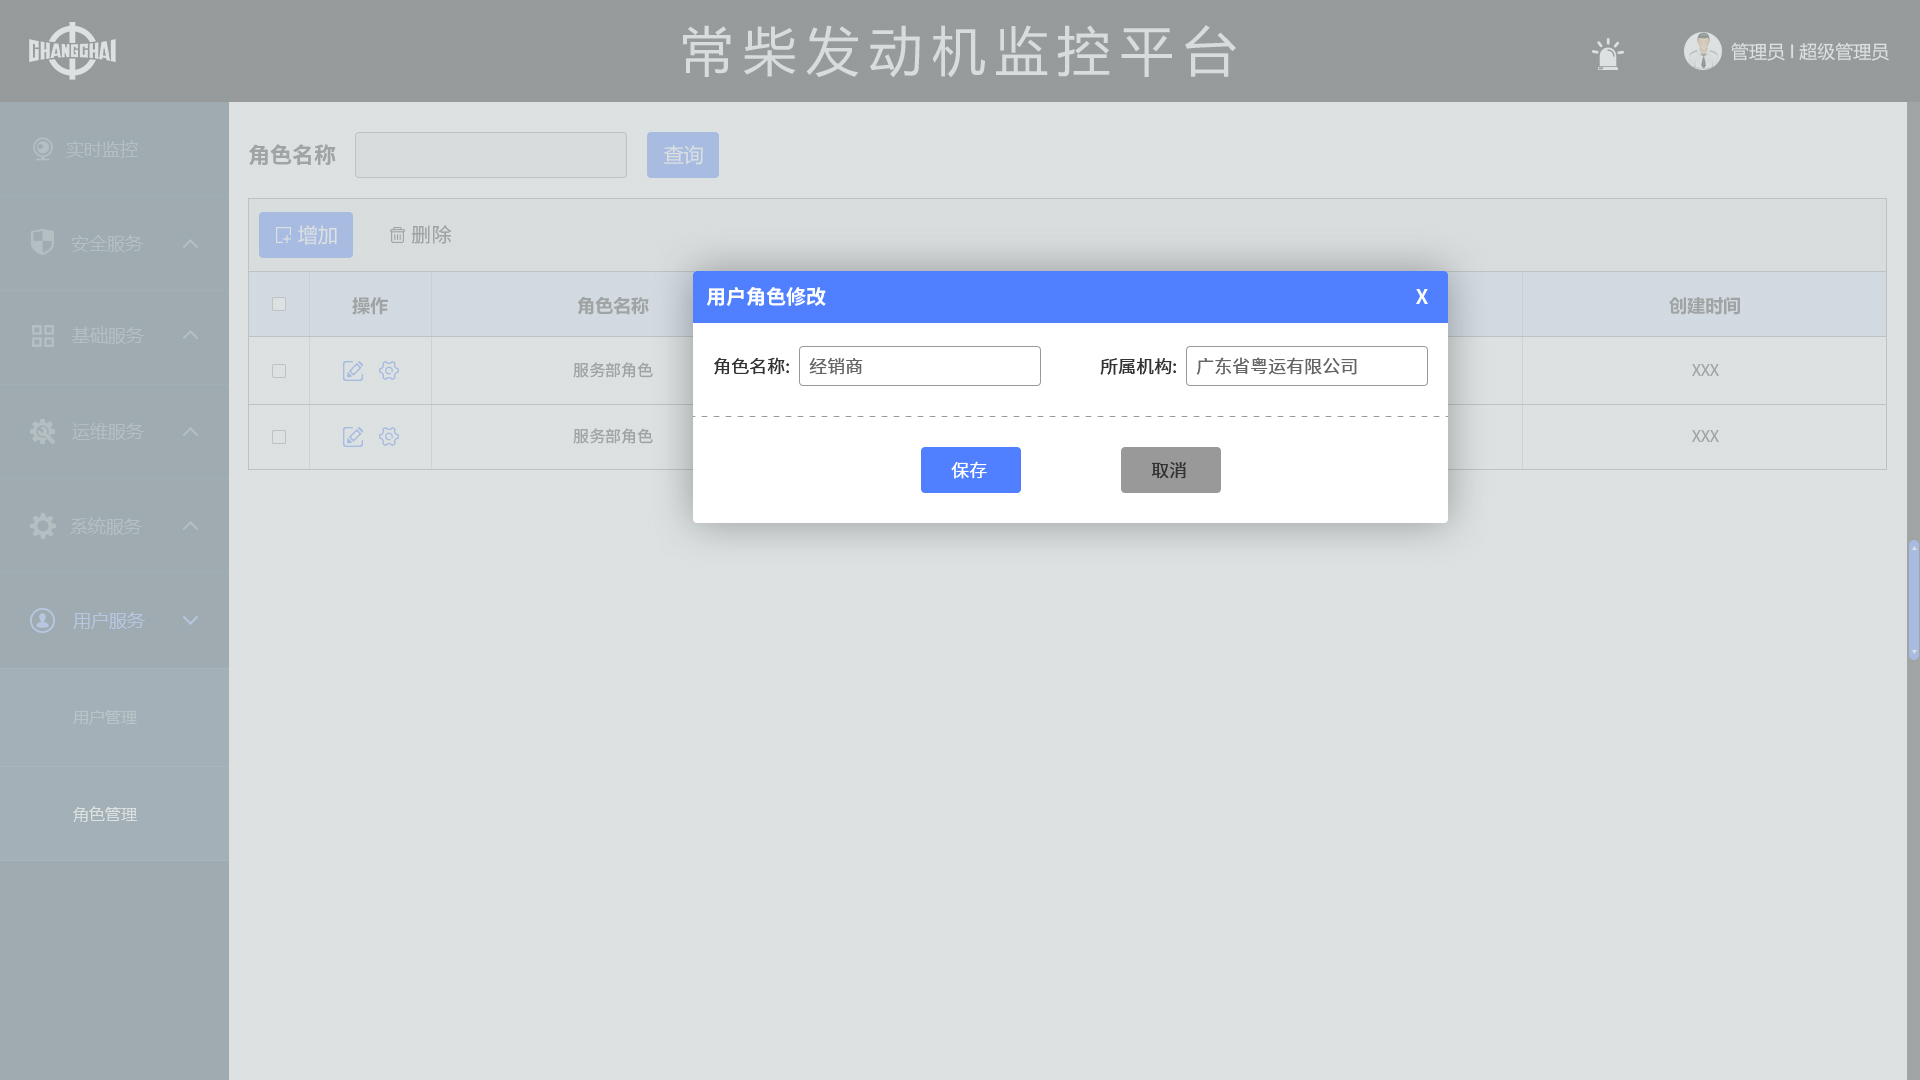 CHANGCHAI
常柴发动机监控平台
管理员 | 超级管理员
实时监控
安全服务
基础服务
运维服务
系统服务
用户服务
用户管理
角色管理
角色名称
查询
增加
删除
操作
角色名称
创建时间
服务部角色
XXX
服务部角色
XXX
用户角色修改
X
角色名称: 经销商
所属机构: 广东省粤运有限公司
保存
取消